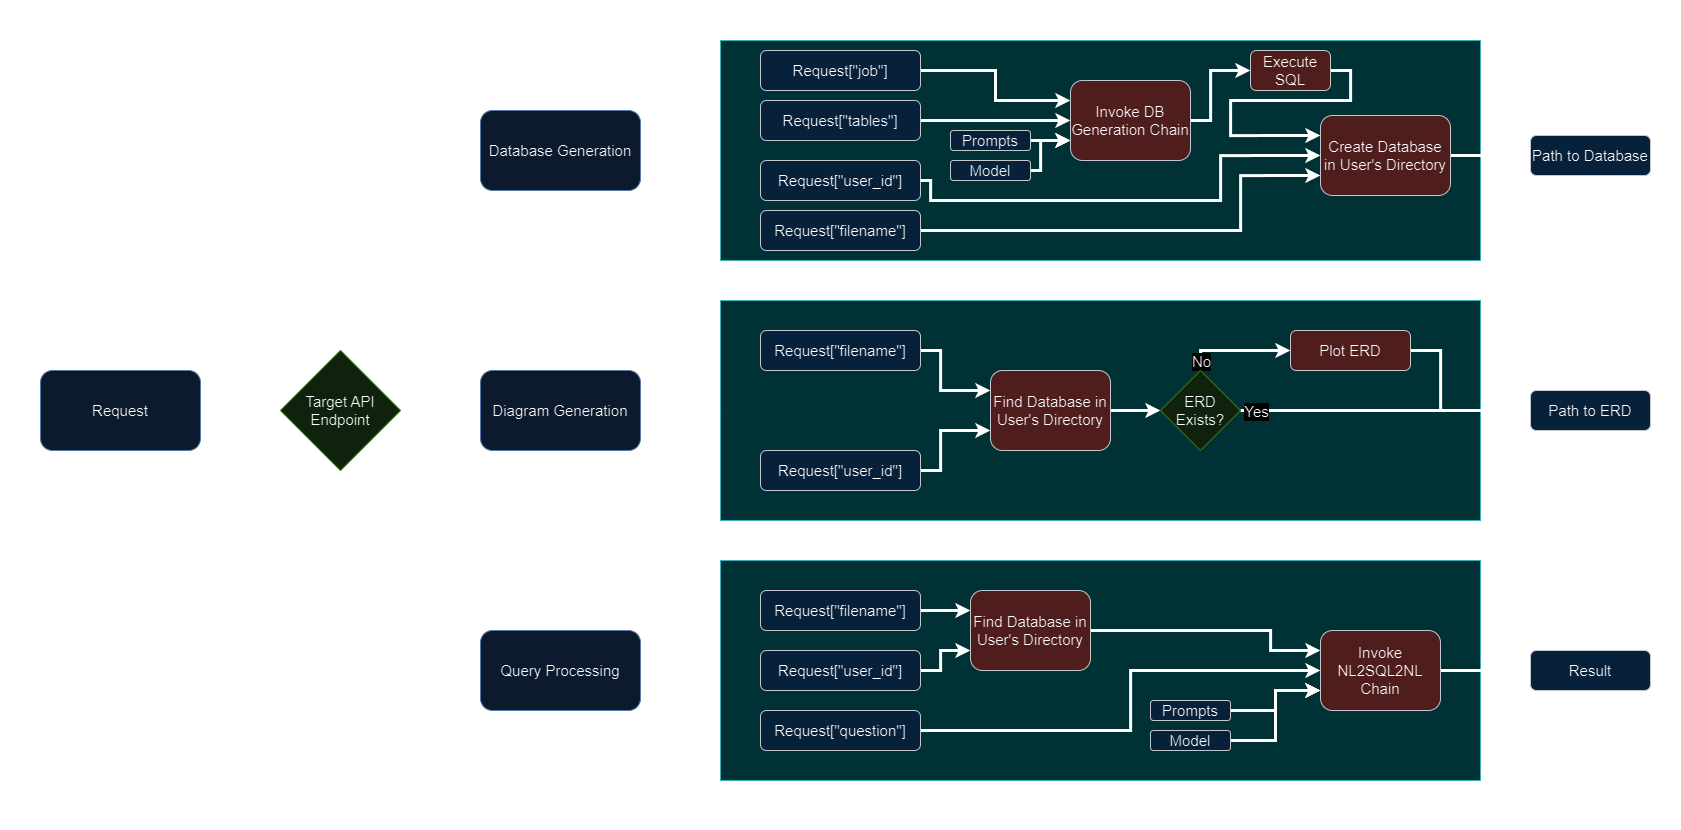 Request
Target API
Endpoint
Database Generation
Request["job"]
Request["tables"]
Prompts
Model
Request["user_id"]
Request["filename"]
Invoke DB
Generation Chain
Execute
SQL
Create Database
in User's Directory
Path to Database
Diagram Generation
Request["filename"]
Request["user_id"]
Find Database in
User's Directory
ERD
Exists?
No
Yes
Plot ERD
Path to ERD
Query Processing
Request["filename"]
Request["user_id"]
Request["question"]
Find Database in
User's Directory
Prompts
Model
Invoke
NL2SQL2NL
Chain
Result